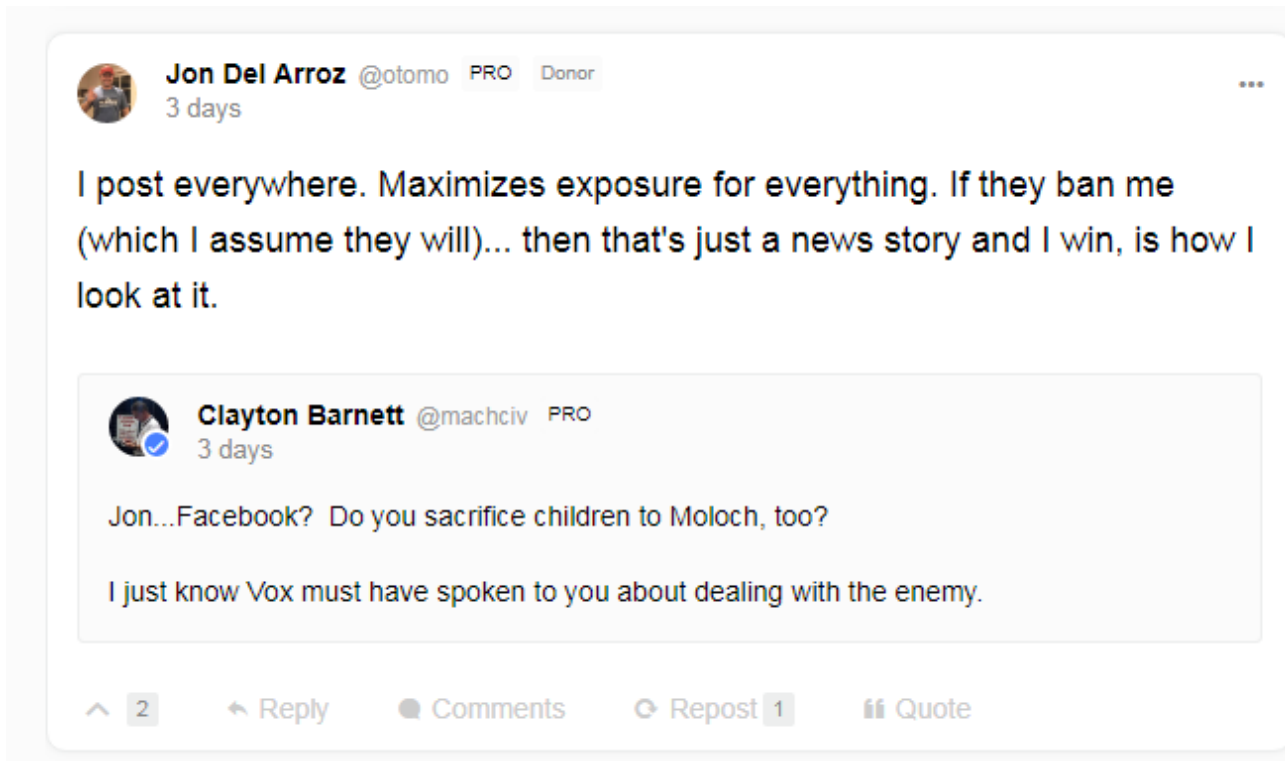 Jon Del Arroz @otomo PRO Donor
3 days
I post everywhere. Maximizes exposure for everything. If they ban me
(which I assume they will)... then that's just a news story and I win, is how I
look at it.
Clayton Barnett @machciv PRO
3 days
Jon...Facebook?  Do you sacrifice children to Moloch, too?
I just know Vox must have spoken to you about dealing with the enemy.
2 Reply Comments Repost 1 Quote